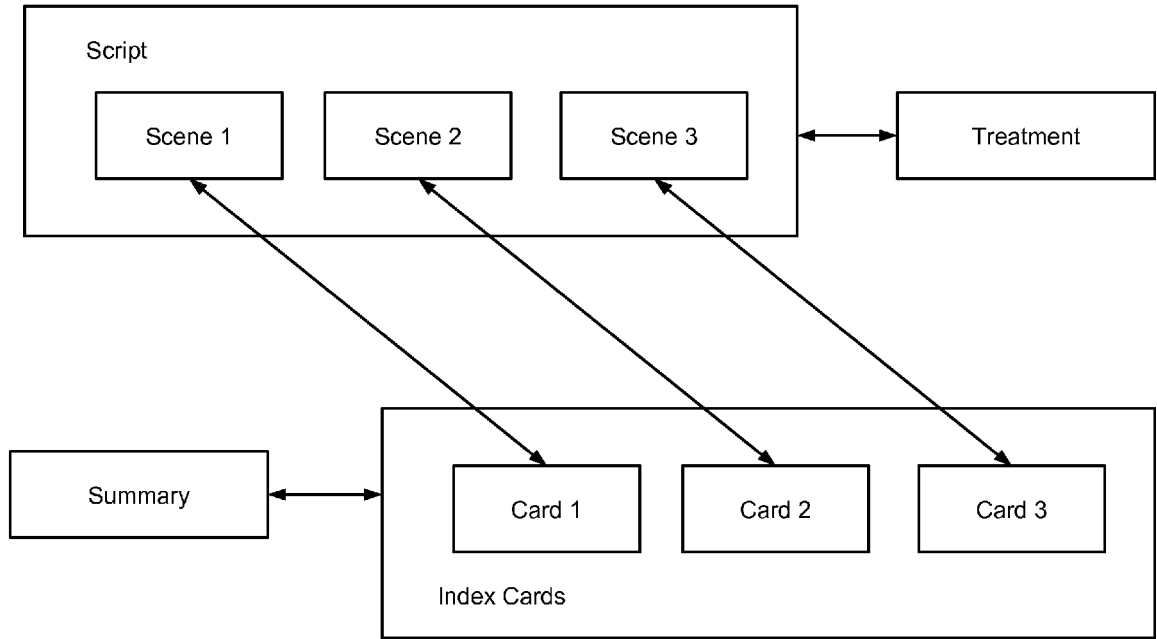 Script
Scene 1
Scene 2
Scene 3
Treatment
Summary
Card 1
Card 2
Card 3
Index Cards